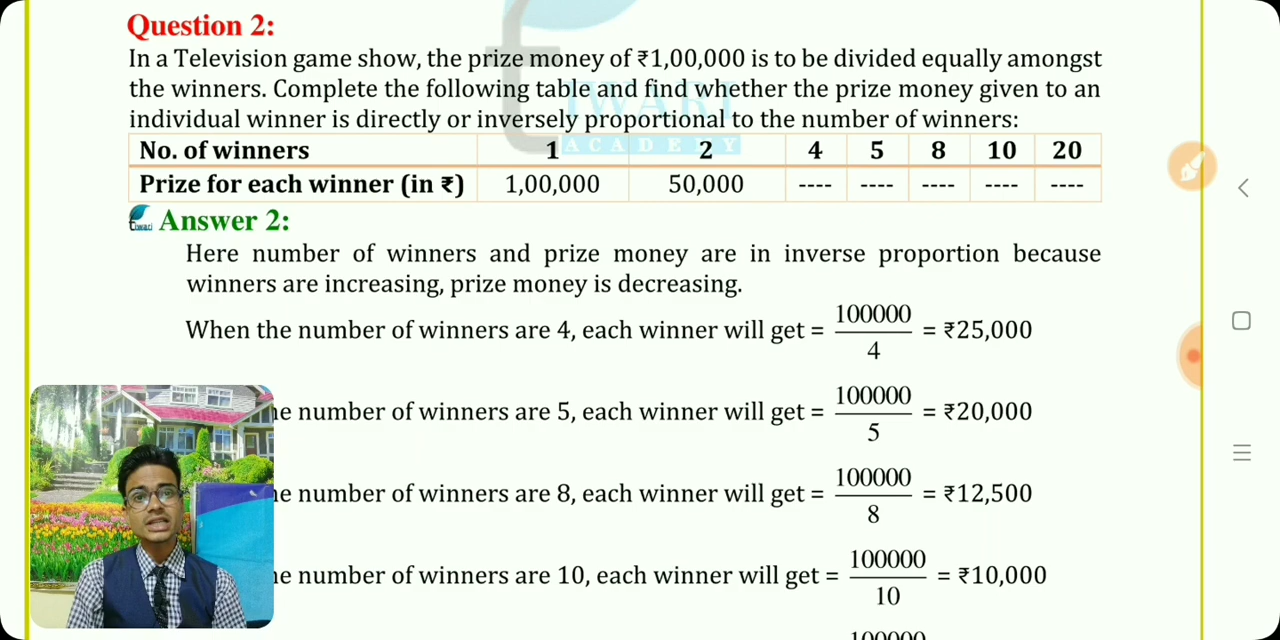 Question 2:
In a Television game show, the prize money of ₹1,00,000 is to be divided equally amongst
the winners. Complete the following table and find whether the prize money given to an
individual winner is directly or inversely proportional to the number of winners:
IWARI
ACADEMY
No. of winners 1 2 4 5 8 10 20
Prize for each winner (in ₹) 1,00,000 50,000 ---- ---- ---- ---- ----
tiwari Answer 2:
Here number of winners and prize money are in inverse proportion because
winners are increasing, prize money is decreasing.
When the number of winners are 4, each winner will get = 100000/4 = ₹25,000
he number of winners are 5, each winner will get = 100000/5 = ₹20,000
he number of winners are 8, each winner will get = 100000/8 = ₹12,500
he number of winners are 10, each winner will get = 100000/10 = ₹10,000
100000